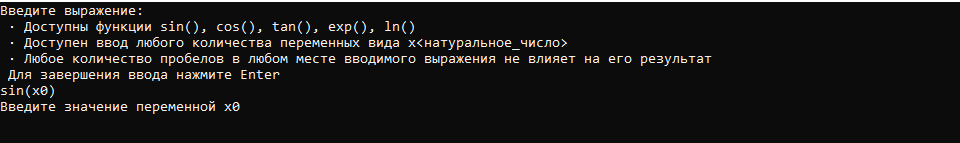 Введите выражение:
· Доступны функции sin(), cos(), tan(), exp(), ln()
· Доступен ввод любого количества переменных вида x<натуральное_число>
· Любое количество пробелов в любом месте вводимого выражения не влияет на его результат
Для завершения ввода нажмите Enter
sin(x0)
Введите значение переменной x0